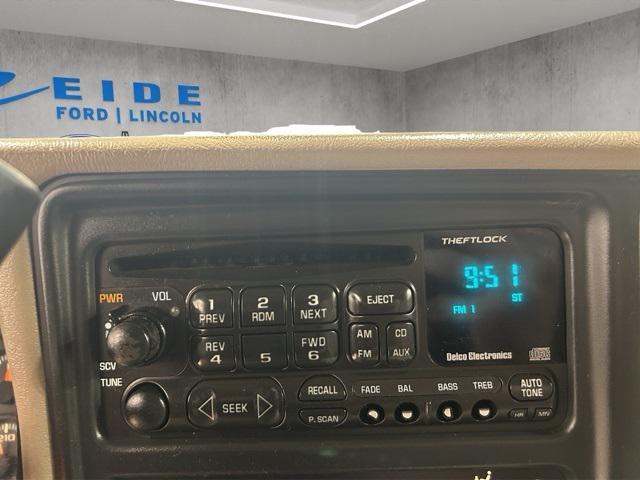 EIDE
FORD | LINCOLN
THEFTLOCK
9:51
FM 1 ST
Delco Electronics
PWR VOL
1 PREV
2 RDM
3 NEXT
EJECT
REV 4
5
FWD 6
AM FM
CD AUX
SCV
TUNE
SEEK
RECALL
P.SCAN
FADE BAL BASS TREB
AUTO TONE
HR MN